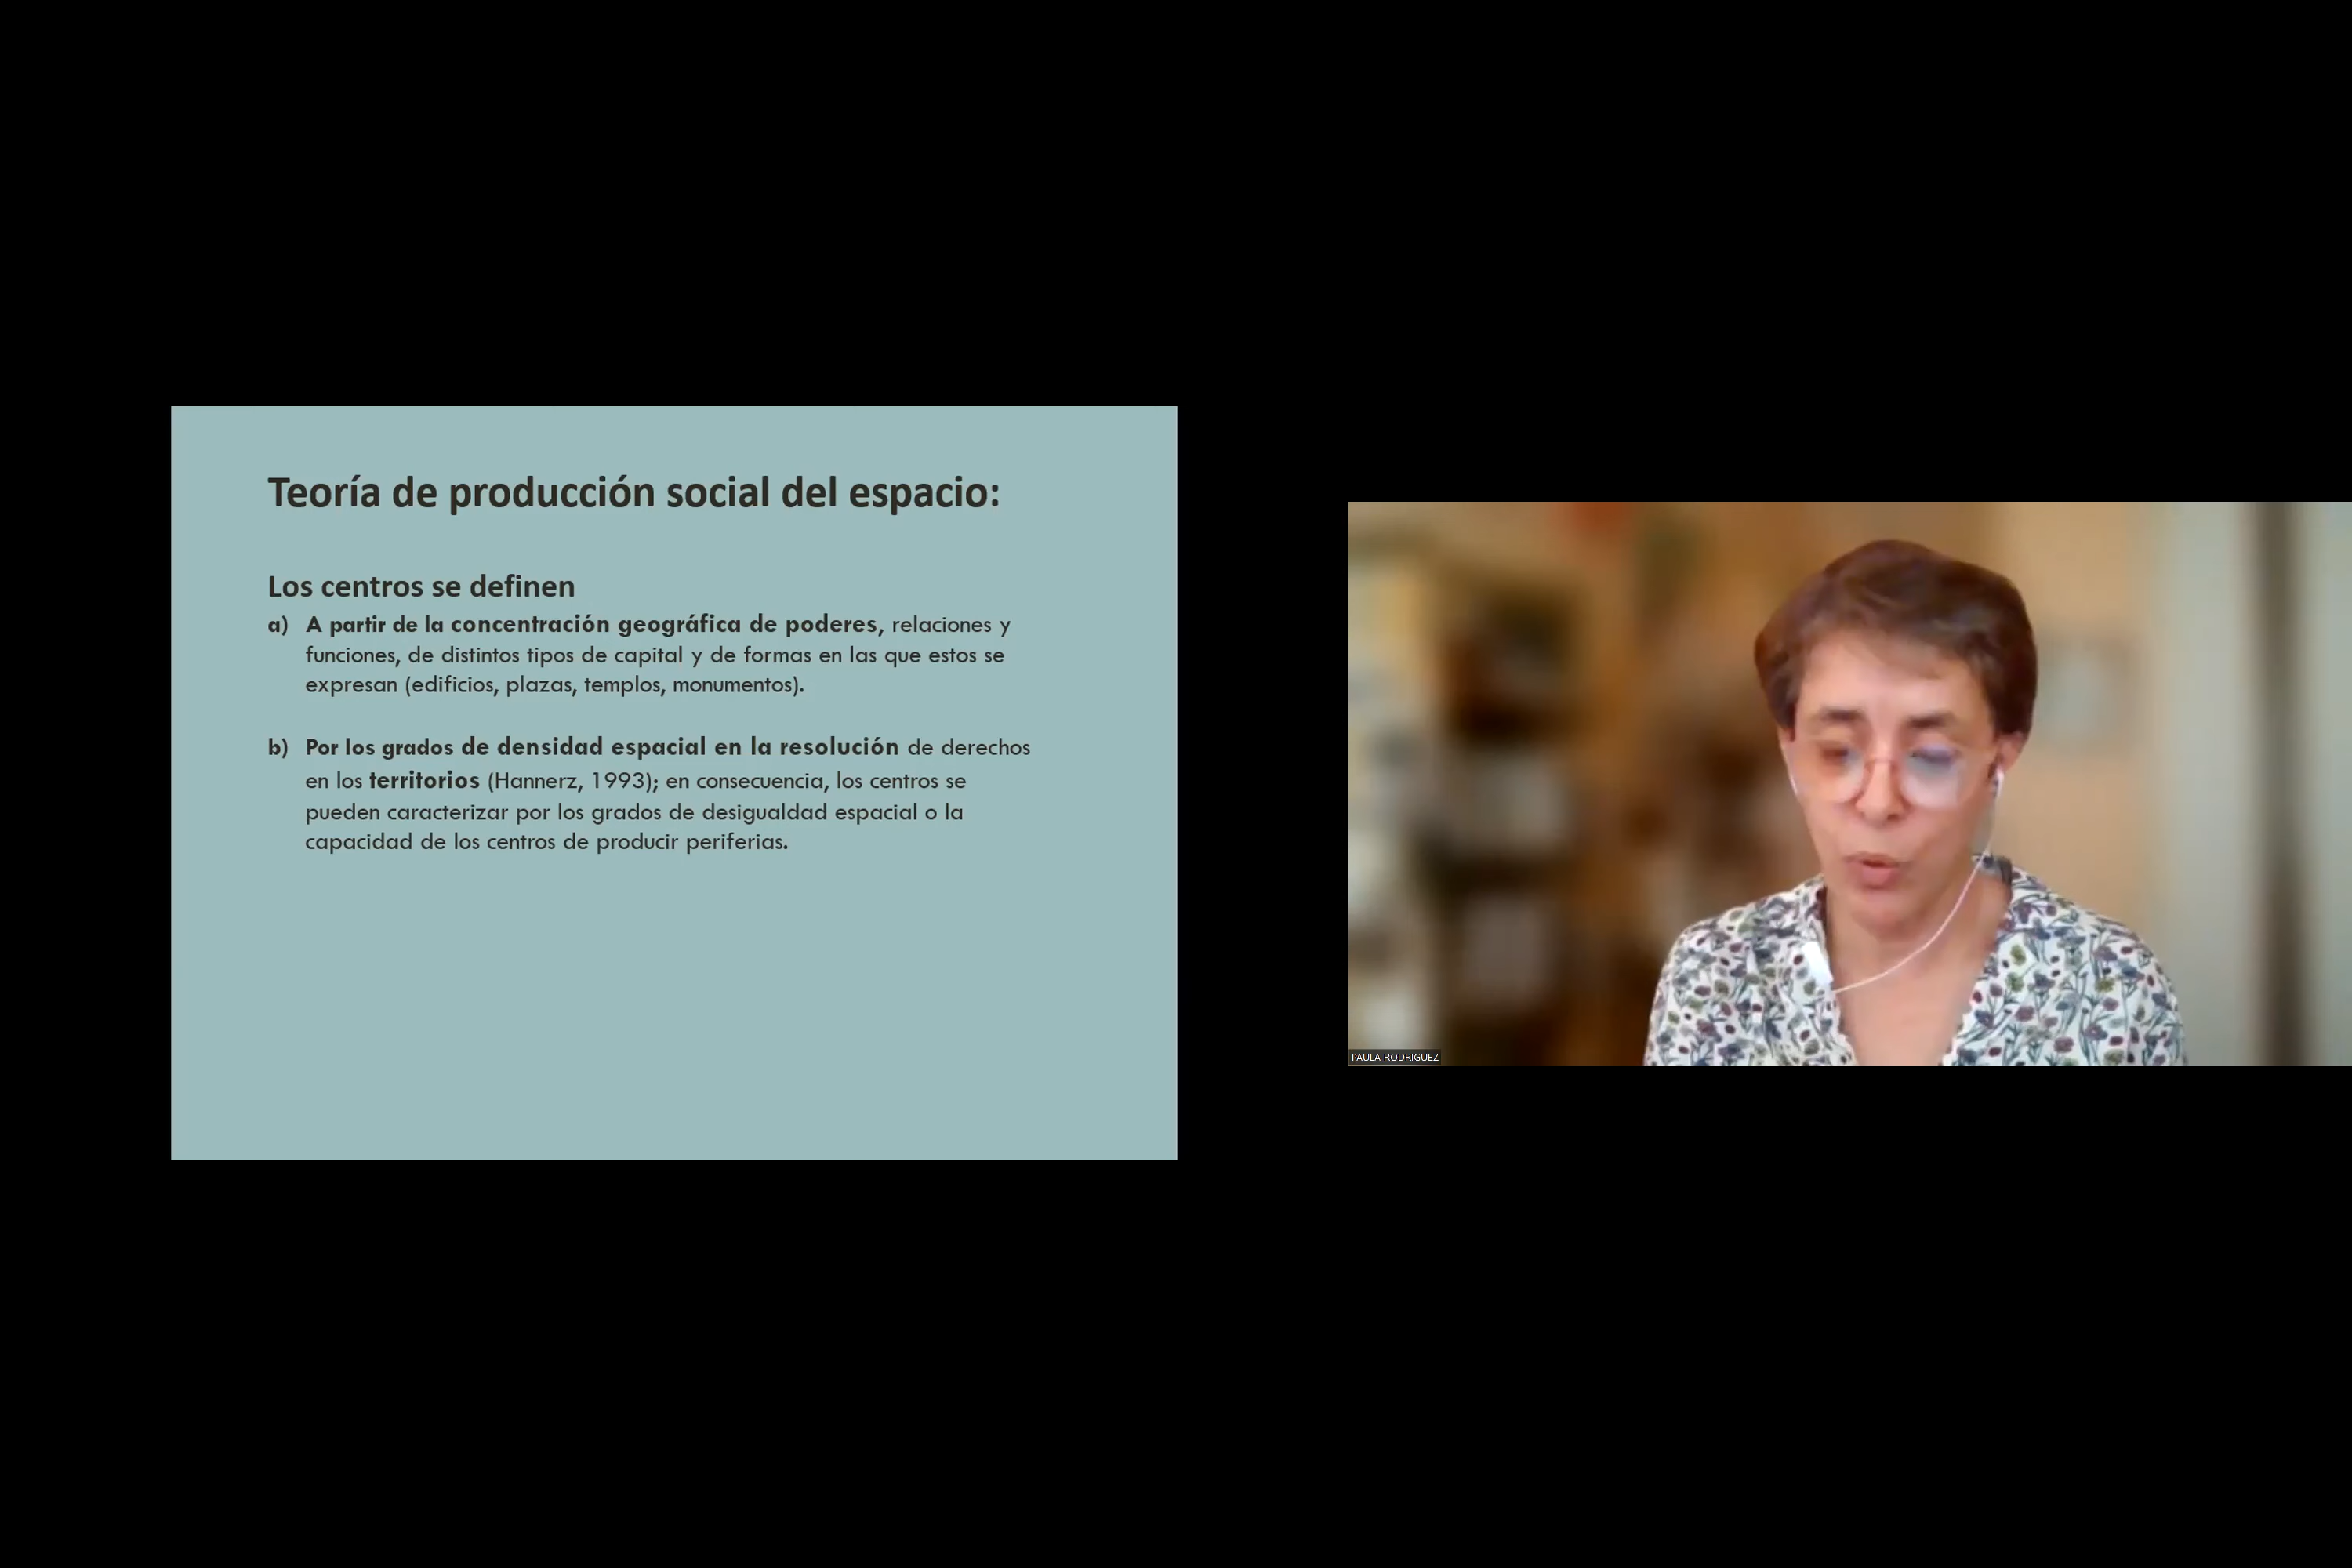 Teoría de producción social del espacio:
Los centros se definen
a) A partir de la concentración geográfica de poderes, relaciones y
funciones, de distintos tipos de capital y de formas en las que estos se
expresan (edificios, plazas, templos, monumentos).
b) Por los grados de densidad espacial en la resolución de derechos
en los territorios (Hannerz, 1993); en consecuencia, los centros se
pueden caracterizar por los grados de desigualdad espacial o la
capacidad de los centros de producir periferias.
PAULA RODRIGUEZ